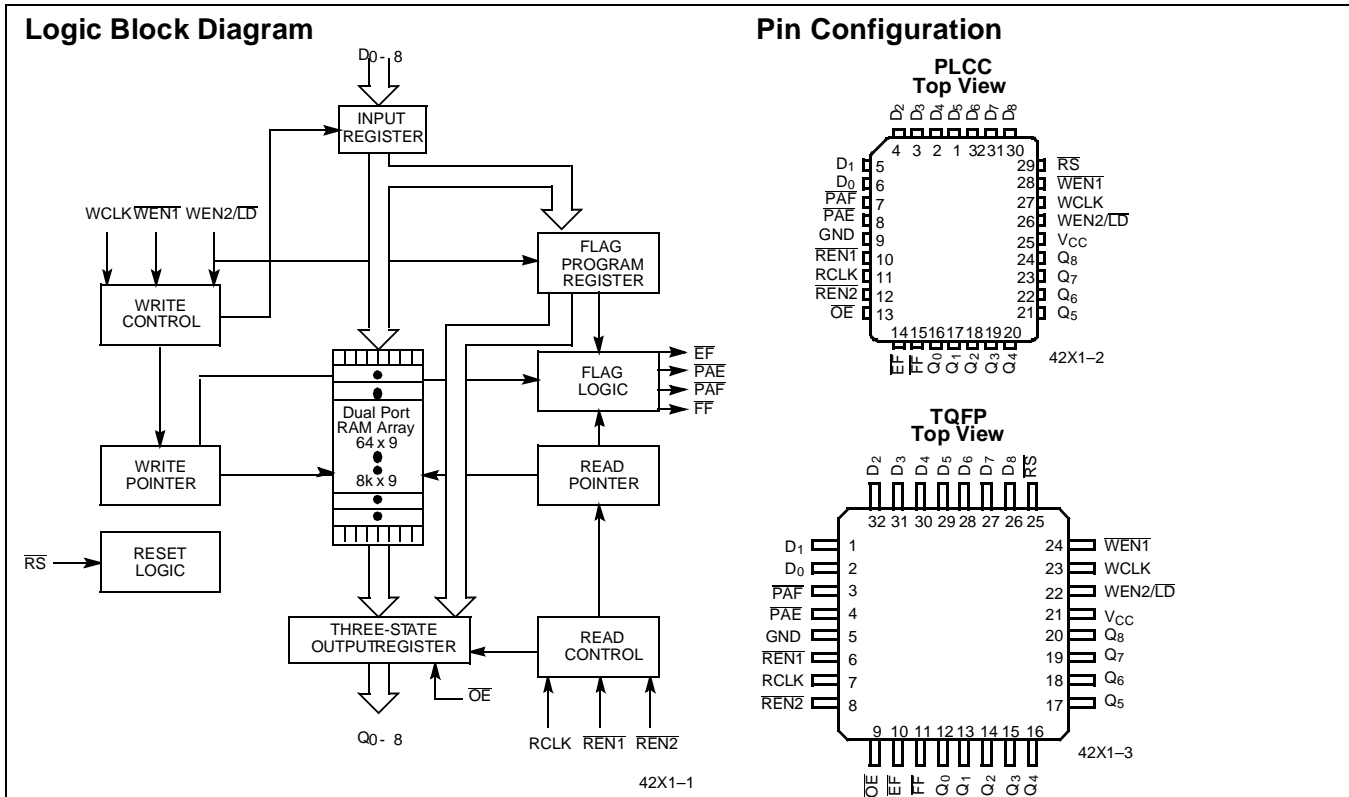 Logic Block Diagram
D0- 8
INPUT
REGISTER
WCLK WEN1 WEN2/LD
FLAG
PROGRAM
REGISTER
WRITE
CONTROL
FLAG
LOGIC
EF
PAE
PAF
FF
Dual Port
RAM Array
64 x 9
8k x 9
WRITE
POINTER
READ
POINTER
RS
RESET
LOGIC
THREE-STATE
OUTPUTREGISTER
READ
CONTROL
OE
Q0- 8
RCLK REN1 REN2
42X1–1
Pin Configuration
PLCC
Top View
D2 D3 D4 D5 D6 D7 D8
4 3 2 1 32 31 30
D1 5
D0 6
PAF 7
PAE 8
GND 9
REN1 10
RCLK 11
REN2 12
OE 13
29 RS
28 WEN1
27 WCLK
26 WEN2/LD
25 VCC
24 Q8
23 Q7
22 Q6
21 Q5
14 15 16 17 18 19 20
EF FF Q0 Q1 Q2 Q3 Q4
42X1–2
TQFP
Top View
D2 D3 D4 D5 D6 D7 D8 RS
32 31 30 29 28 27 26 25
D1 1
D0 2
PAF 3
PAE 4
GND 5
REN1 6
RCLK 7
REN2 8
24 WEN1
23 WCLK
22 WEN2/LD
21 VCC
20 Q8
19 Q7
18 Q6
17 Q5
9 10 11 12 13 14 15 16
OE EF FF Q0 Q1 Q2 Q3 Q4
42X1–3